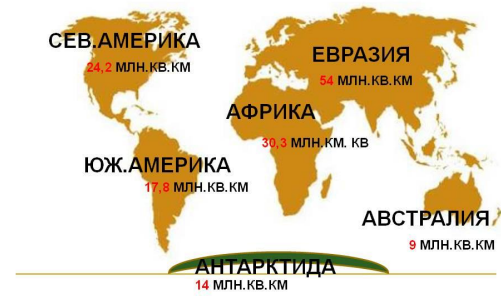 СЕВ.АМЕРИКА
24,2 МЛН.КВ.КМ
ЕВРАЗИЯ
54 МЛН.КВ.КМ
АФРИКА
30,3 МЛН.КМ. КВ
ЮЖ.АМЕРИКА
17,8 МЛН.КВ.КМ
АВСТРАЛИЯ
9 МЛН.КВ.КМ
АНТАРКТИДА
14 МЛН.КВ.КМ